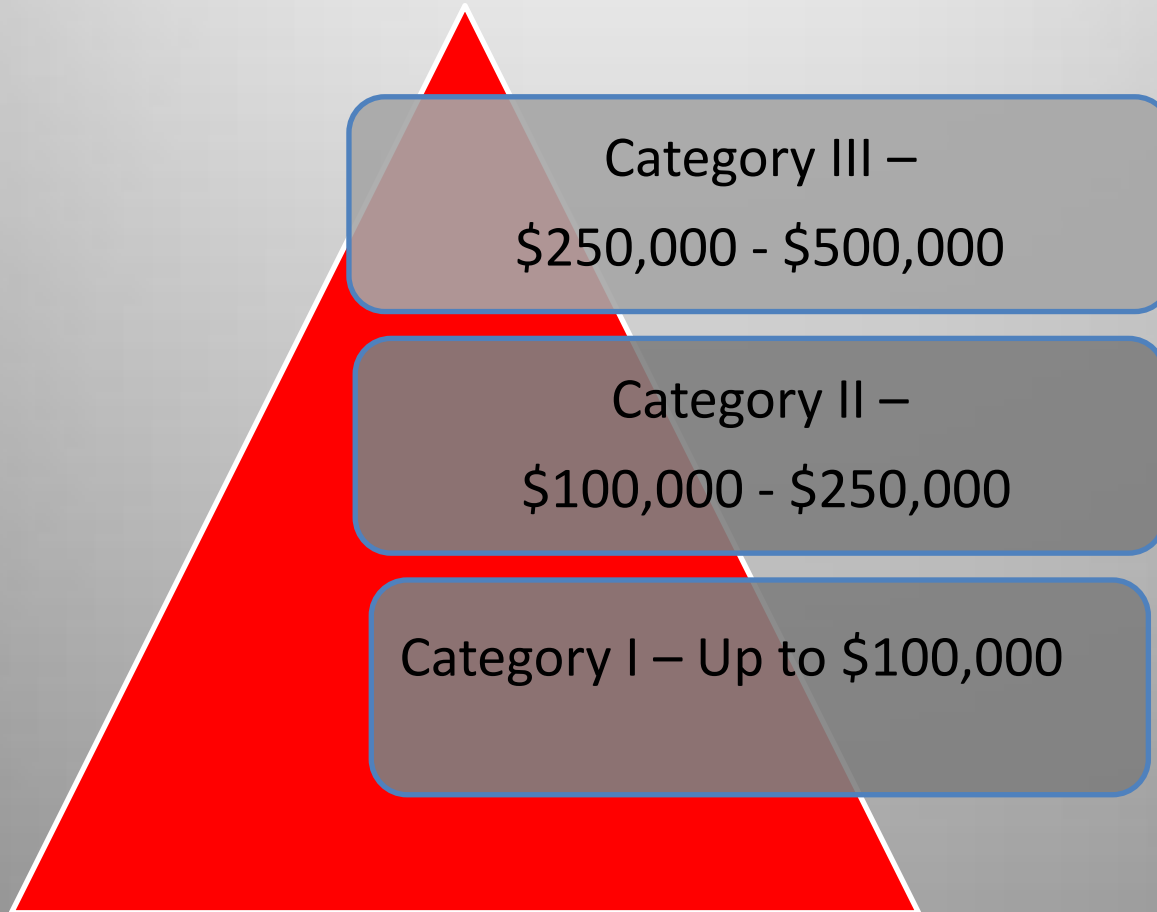 Category III –
$250,000 - $500,000
Category II –
$100,000 - $250,000
Category I – Up to $100,000